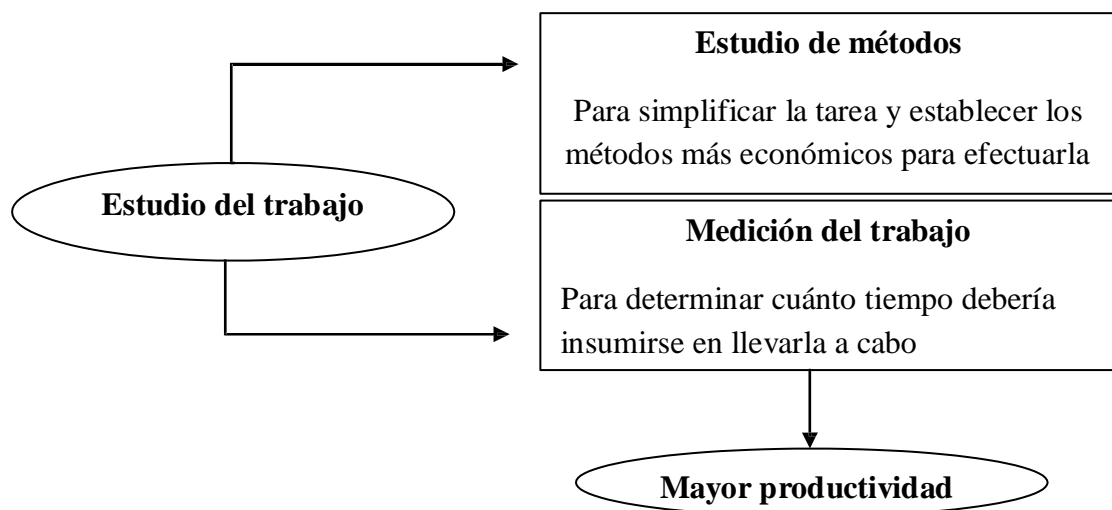 Estudio de métodos
Para simplificar la tarea y establecer los
métodos más económicos para efectuarla
Estudio del trabajo
Medición del trabajo
Para determinar cuánto tiempo debería
insumirse en llevarla a cabo
Mayor productividad